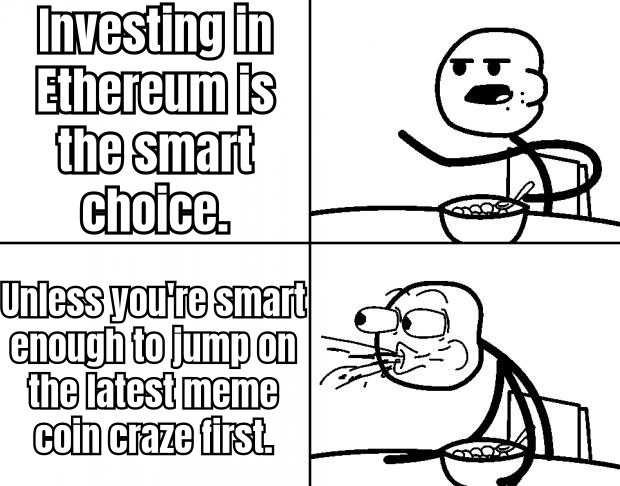 Investing in
Ethereum is
the smart
choice.
Unless you're smart
enough to jump on
the latest meme
coin craze first.